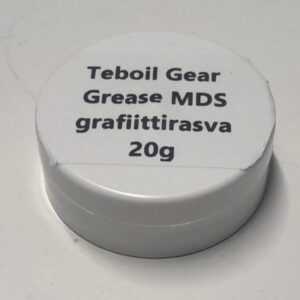 Teboil Gear
Grease MDS
grafiittirasva
20g